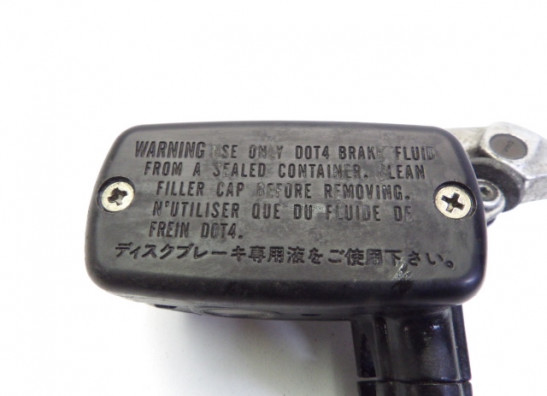 WARNING USE ONLY DOT4 BRAKE FLUID
FROM A SEALED CONTAINER. CLEAN
FILLER CAP BEFORE REMOVING.
N'UTILISER QUE DU FLUIDE DE
FREIN DOT4.
ディスクブレーキ専用液をご使用下さい。